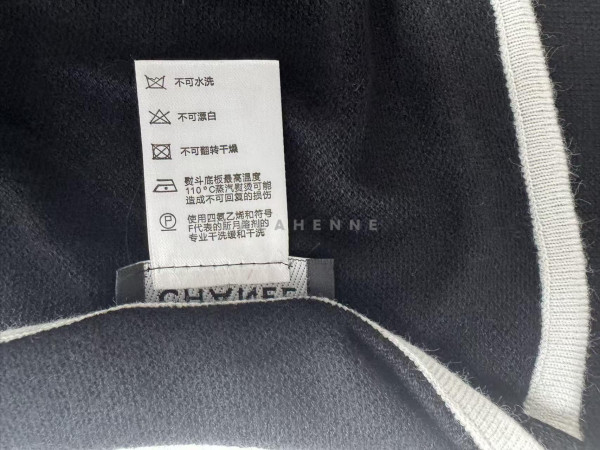 不可水洗
不可漂白
不可翻转干燥
熨斗底板最高温度
110°C蒸汽熨烫可能
造成不可回复的损伤
P
使用四氯乙烯和符号
F代表的所有溶剂的
专业干洗缓和干洗
AHENNE
CHANEL